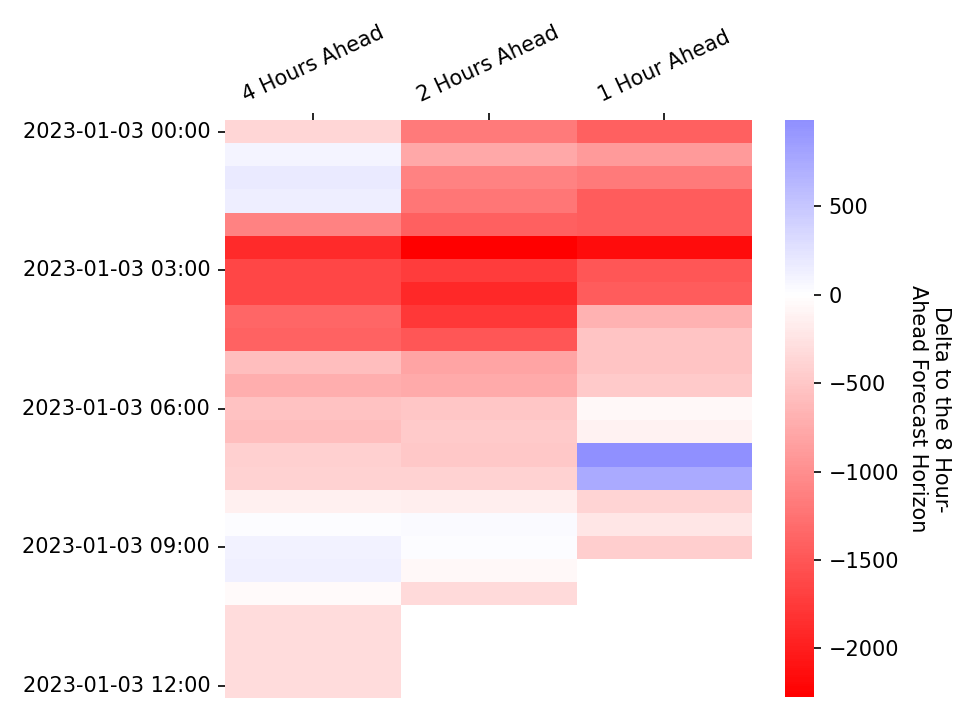 4 Hours Ahead
2 Hours Ahead
1 Hour Ahead
2023-01-03 00:00
2023-01-03 03:00
2023-01-03 06:00
2023-01-03 09:00
2023-01-03 12:00
500
0
−500
−1000
−1500
−2000
Delta to the 8 Hour-
Ahead Forecast Horizon